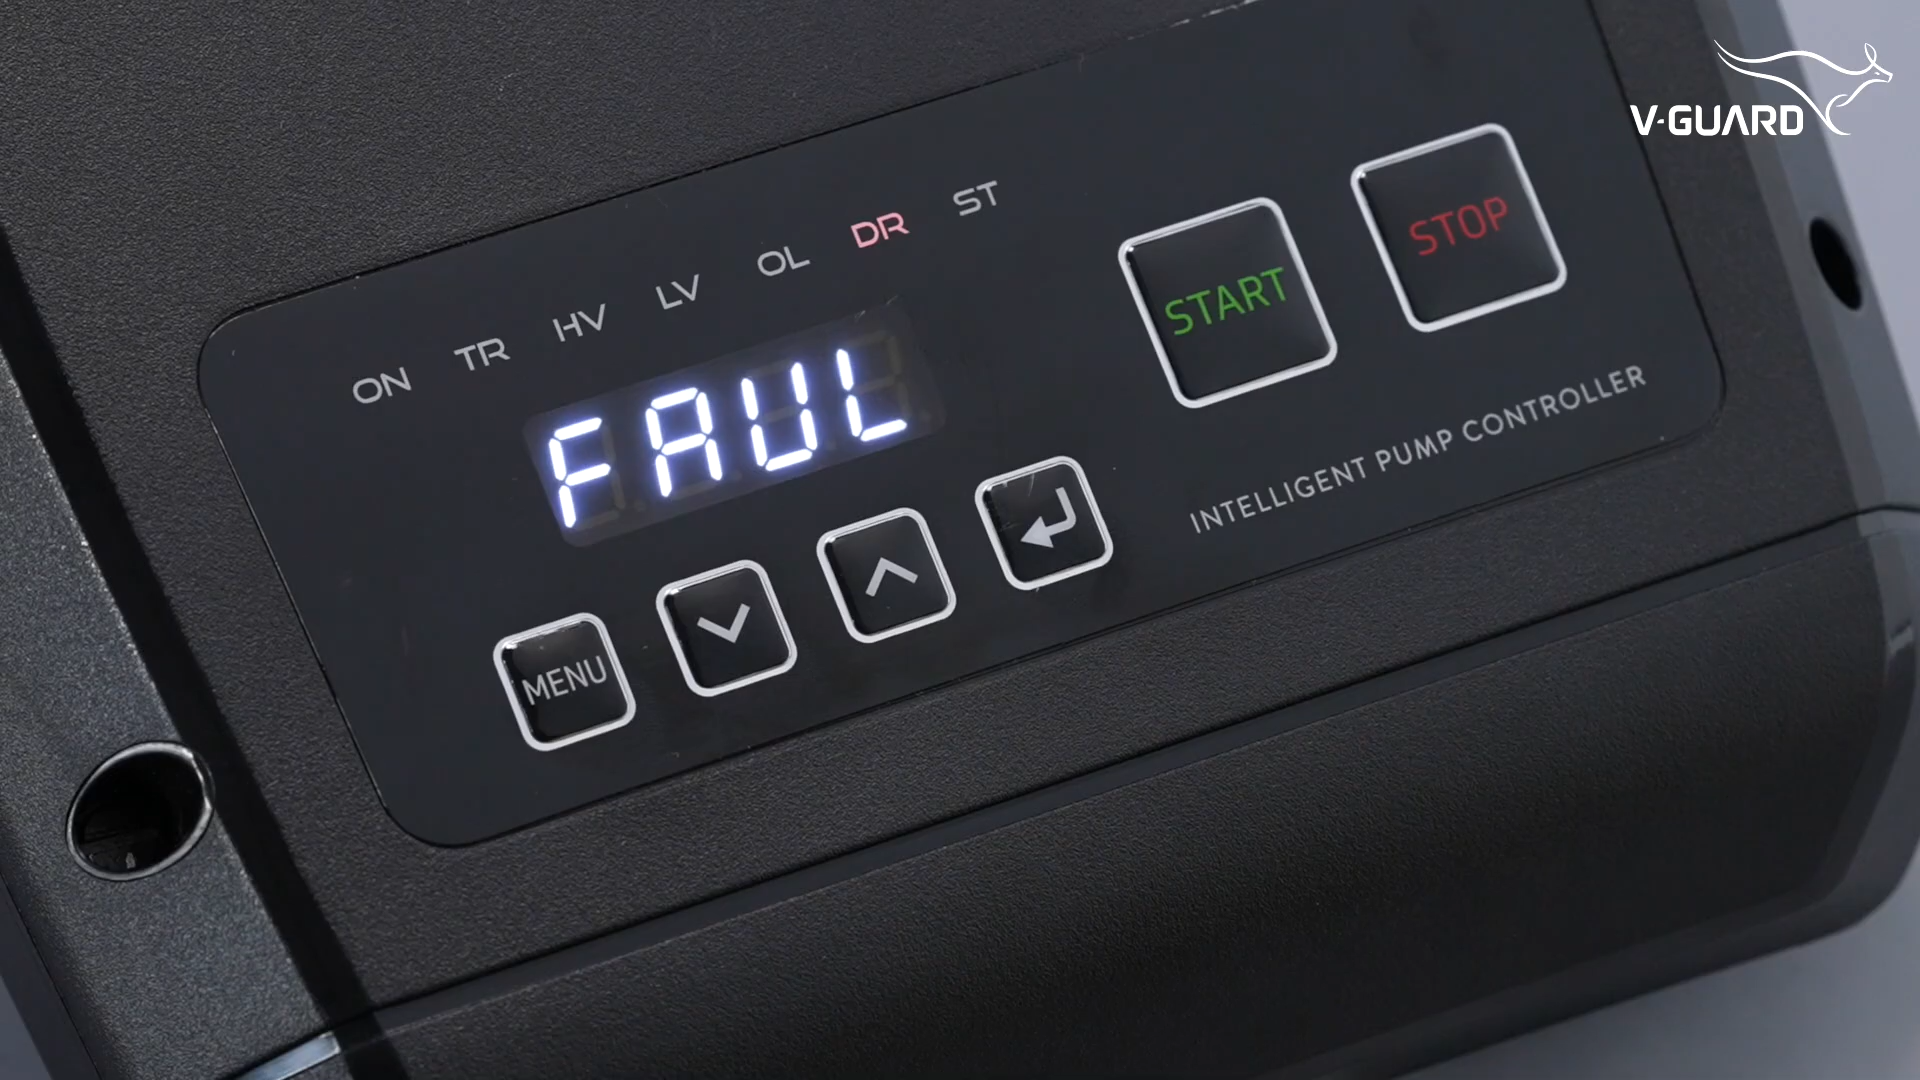 V-GUARD
ON TR HV LV OL DR ST
FAUL
START
STOP
MENU
INTELLIGENT PUMP CONTROLLER